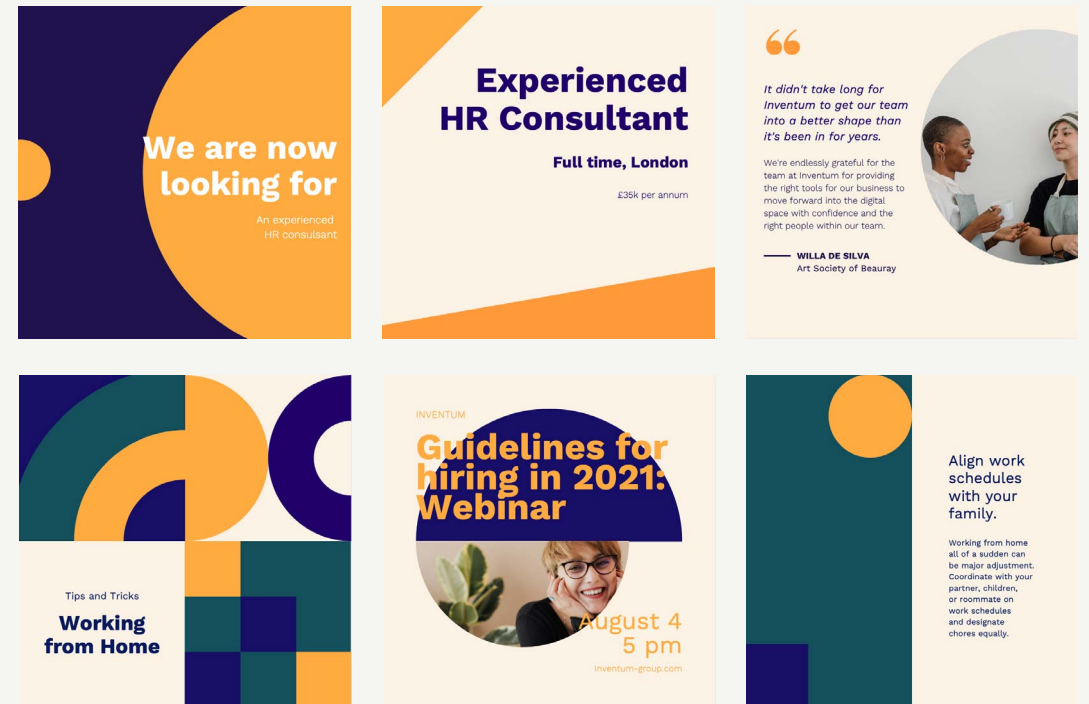 We are now
looking for
An experienced
HR consulsant
Experienced
HR Consultant
Full time, London
£35k per annum
“
It didn't take long for
Inventum to get our team
into a better shape than
it's been in for years.
We're endlessly grateful for the
team at Inventum for providing
the right tools for our business to
move forward into the digital
space with confidence and the
right people within our team.
WILLA DE SILVA
Art Society of Beauray
Tips and Tricks
Working
from Home
INVENTUM
Guidelines for
hiring in 2021:
Webinar
August 4
5 pm
inventum-group.com
Align work
schedules
with your
family.
Working from home
all of a sudden can
be major adjustment.
Coordinate with your
partner, children,
or roommate on
work schedules
and designate
chores equally.